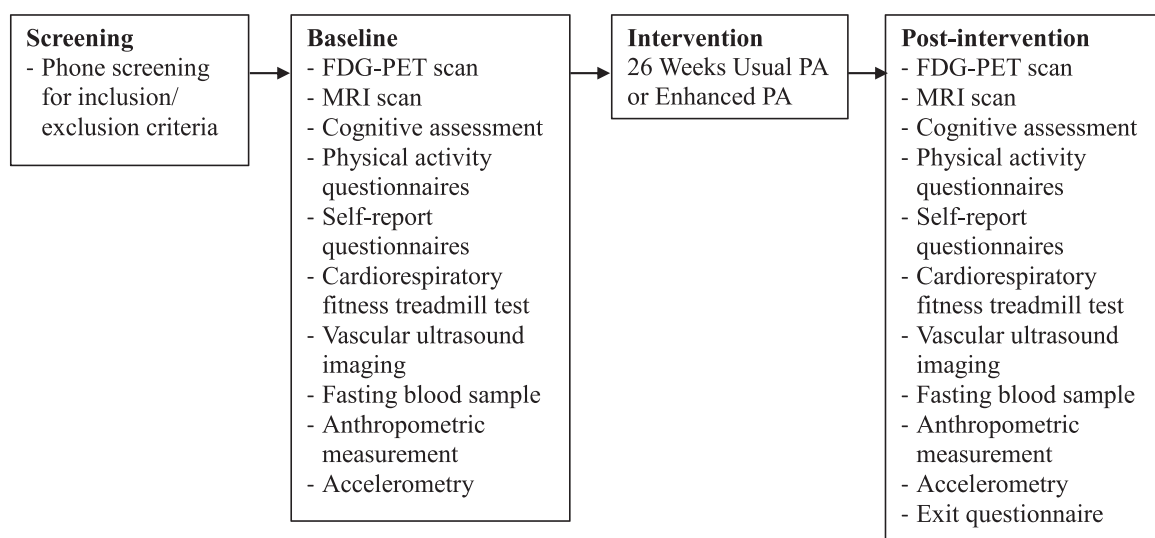 Screening
- Phone screening
for inclusion/
exclusion criteria
Baseline
- FDG-PET scan
- MRI scan
- Cognitive assessment
- Physical activity
questionnaires
- Self-report
questionnaires
- Cardiorespiratory
fitness treadmill test
- Vascular ultrasound
imaging
- Fasting blood sample
- Anthropometric
measurement
- Accelerometry
Intervention
26 Weeks Usual PA
or Enhanced PA
Post-intervention
- FDG-PET scan
- MRI scan
- Cognitive assessment
- Physical activity
questionnaires
- Self-report
questionnaires
- Cardiorespiratory
fitness treadmill test
- Vascular ultrasound
imaging
- Fasting blood sample
- Anthropometric
measurement
- Accelerometry
- Exit questionnaire